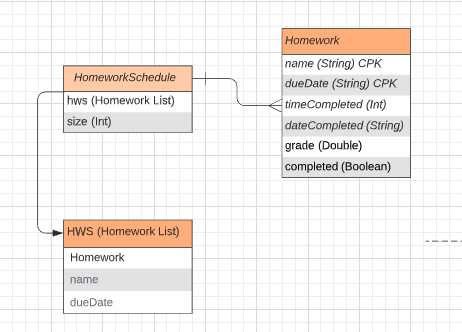 Homework
name (String) CPK
dueDate (String) CPK
timeCompleted (Int)
dateCompleted (String)
grade (Double)
completed (Boolean)
HomeworkSchedule
hws (Homework List)
size (Int)
HWS (Homework List)
Homework
name
dueDate